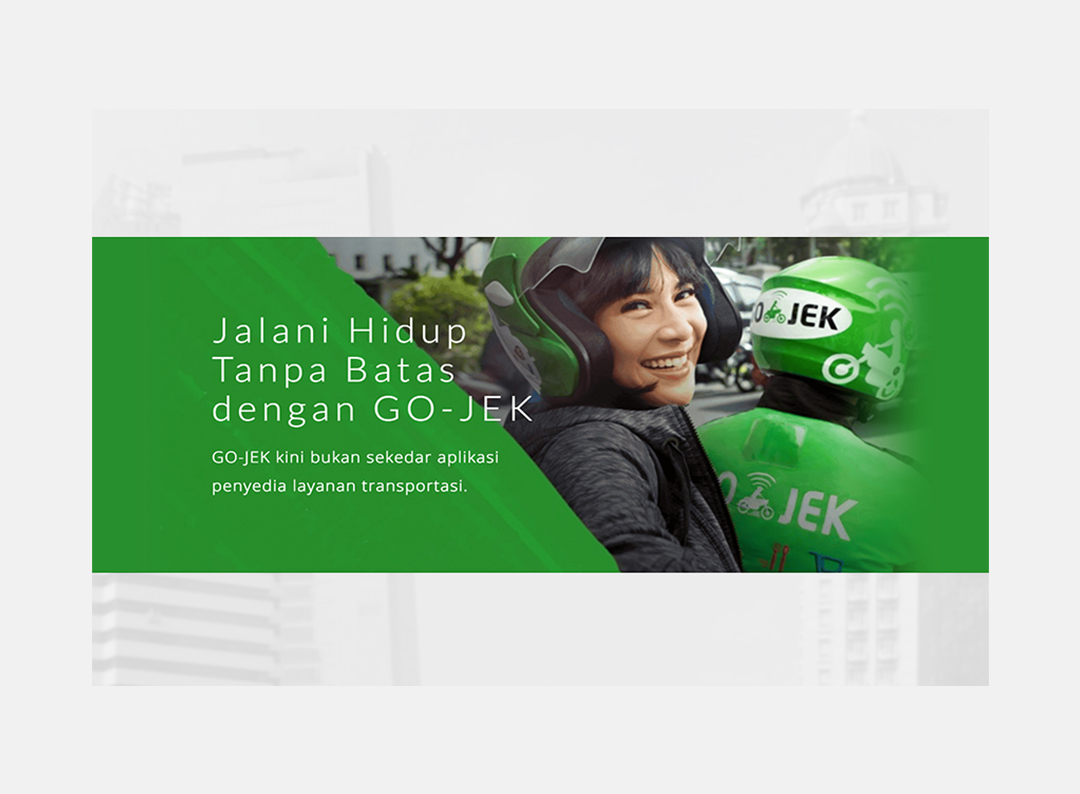 Jalani Hidup
Tanpa Batas
dengan GO-JEK
GO-JEK kini bukan sekedar aplikasi
penyedia layanan transportasi.
GO JEK
O JEK